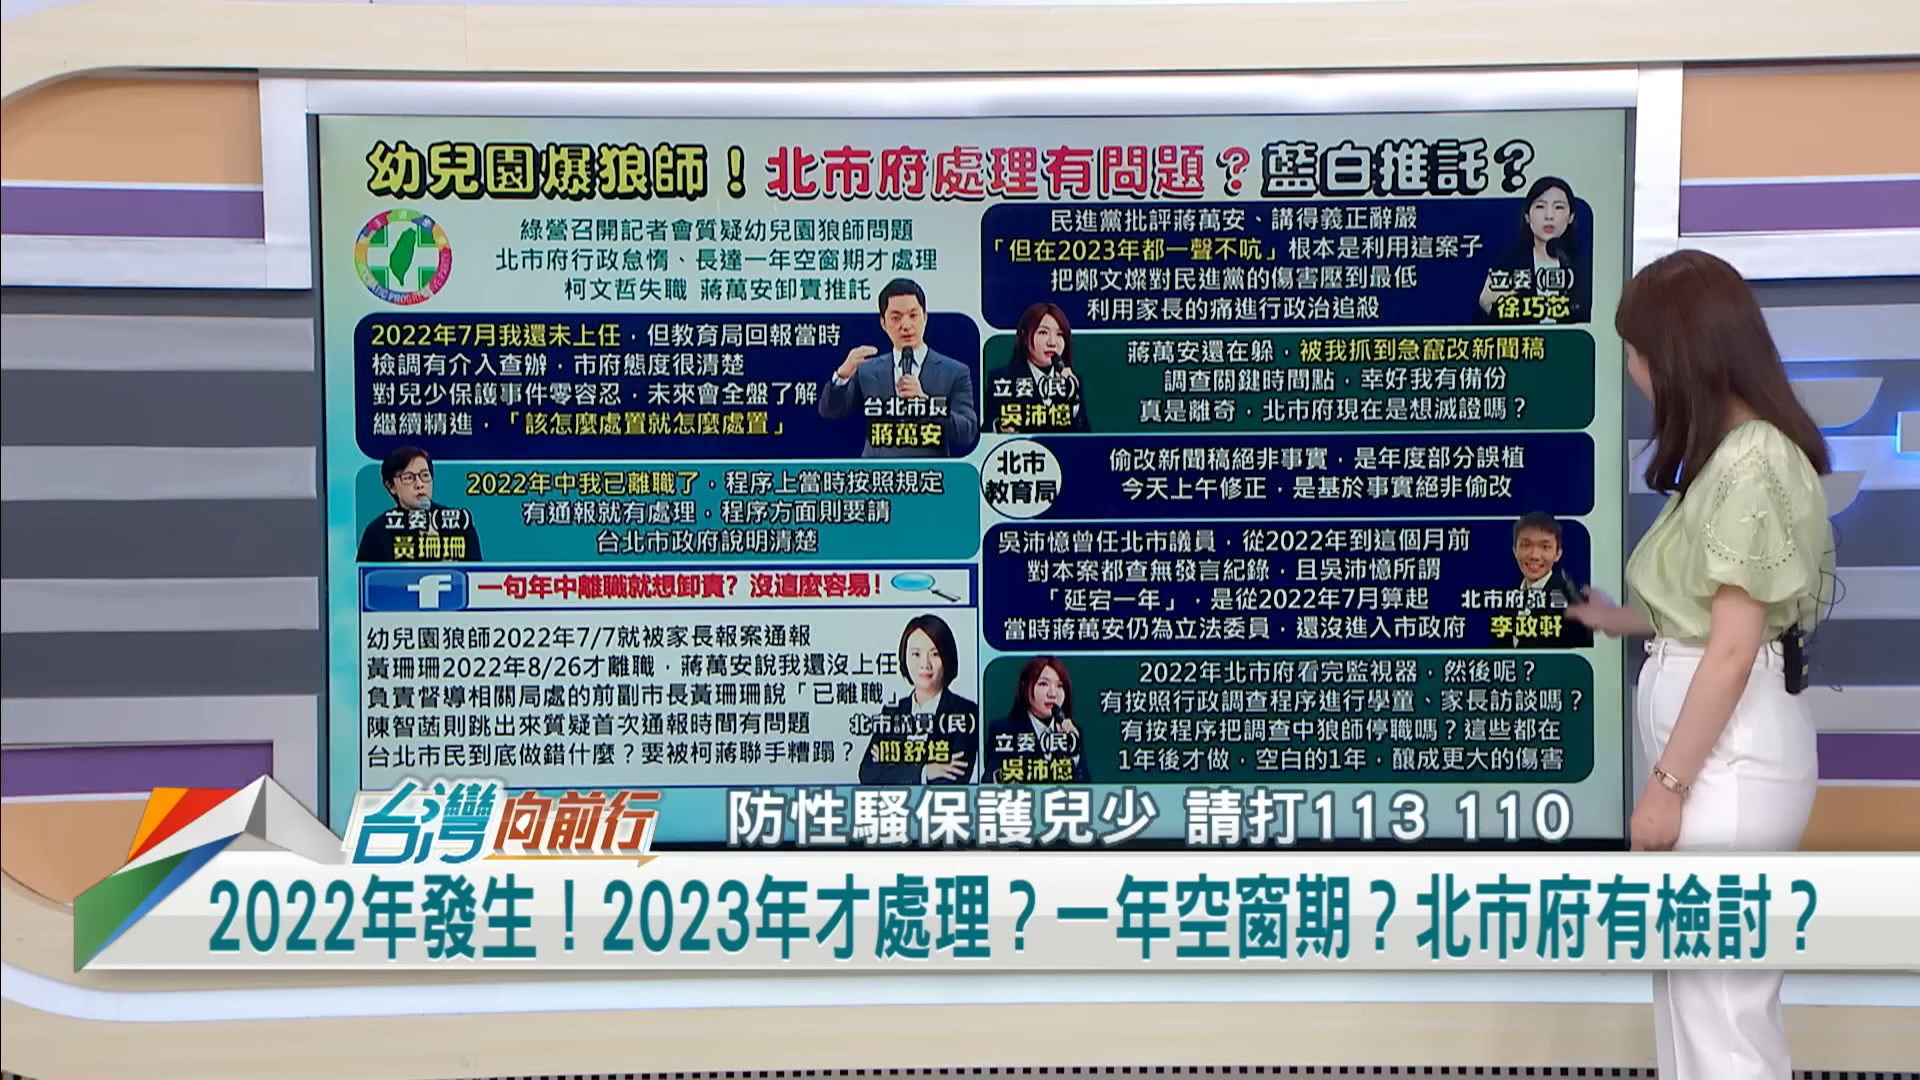 幼兒園爆狼師！北市府處理有問題？藍白推託？
綠營召開記者會質疑幼兒園狼師問題
北市府行政怠惰、長達一年空窗期才處理
柯文哲失職 蔣萬安卸責推託
2022年7月我還未上任，但教育局回報當時
檢調有介入查辦，市府態度很清楚
對兒少保護事件零容忍，未來會全盤了解
繼續精進，「該怎麼處置就怎麼處置」
台北市長
蔣萬安
2022年中我已離職了，程序上當時按照規定
有通報就有處理，程序方面則要請
台北市政府說明清楚
立委(眾)
黃珊珊
一句年中離職就想卸責？沒這麼容易！
幼兒園狼師2022年7/7就被家長報案通報
黃珊珊2022年8/26才離職，蔣萬安說我還沒上任
負責督導相關局處的前副市長黃珊珊說「已離職」
陳智菡則跳出來質疑首次通報時間有問題
台北市民到底做錯什麼？要被柯蔣聯手糟蹋？
北市議員(民)
簡舒培
民進黨批評蔣萬安、講得義正辭嚴
「但在2023年都一聲不吭」根本是利用這案子
把鄭文燦對民進黨的傷害壓到最低
利用家長的痛進行政治追殺
立委(國)
徐巧芯
蔣萬安還在躲，被我抓到急竄改新聞稿
調查關鍵時間點，幸好我有備份
真是離奇，北市府現在是想滅證嗎？
立委(民)
吳沛憶
北市
教育局
偷改新聞稿絕非事實，是年度部分誤植
今天上午修正，是基於事實絕非偷改
吳沛憶曾任北市議員，從2022年到這個月前
對本案都查無發言紀錄，且吳沛憶所謂
「延宕一年」，是從2022年7月算起
當時蔣萬安仍為立法委員，還沒進入市政府
北市府發言
李政軒
2022年北市府看完監視器，然後呢？
有按照行政調查程序進行學童、家長訪談嗎？
有按程序把調查中狼師停職嗎？這些都在
1年後才做，空白的1年，釀成更大的傷害
立委(民)
吳沛憶
台灣向前行
防性騷保護兒少 請打113 110
2022年發生！2023年才處理？一年空窗期？北市府有檢討？